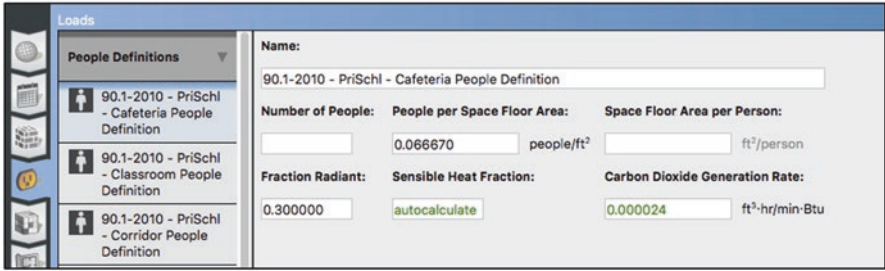 Loads
People Definitions
90.1-2010 - PriSchl
- Cafeteria People
Definition
90.1-2010 - PriSchl
- Classroom People
Definition
90.1-2010 - PriSchl
- Corridor People
Definition
Name:
90.1-2010 - PriSchl - Cafeteria People Definition
Number of People: People per Space Floor Area: Space Floor Area per Person:
0.066670 people/ft² ft²/person
Fraction Radiant: Sensible Heat Fraction: Carbon Dioxide Generation Rate:
0.300000 autocalculate 0.000024 ft³·hr/min·Btu